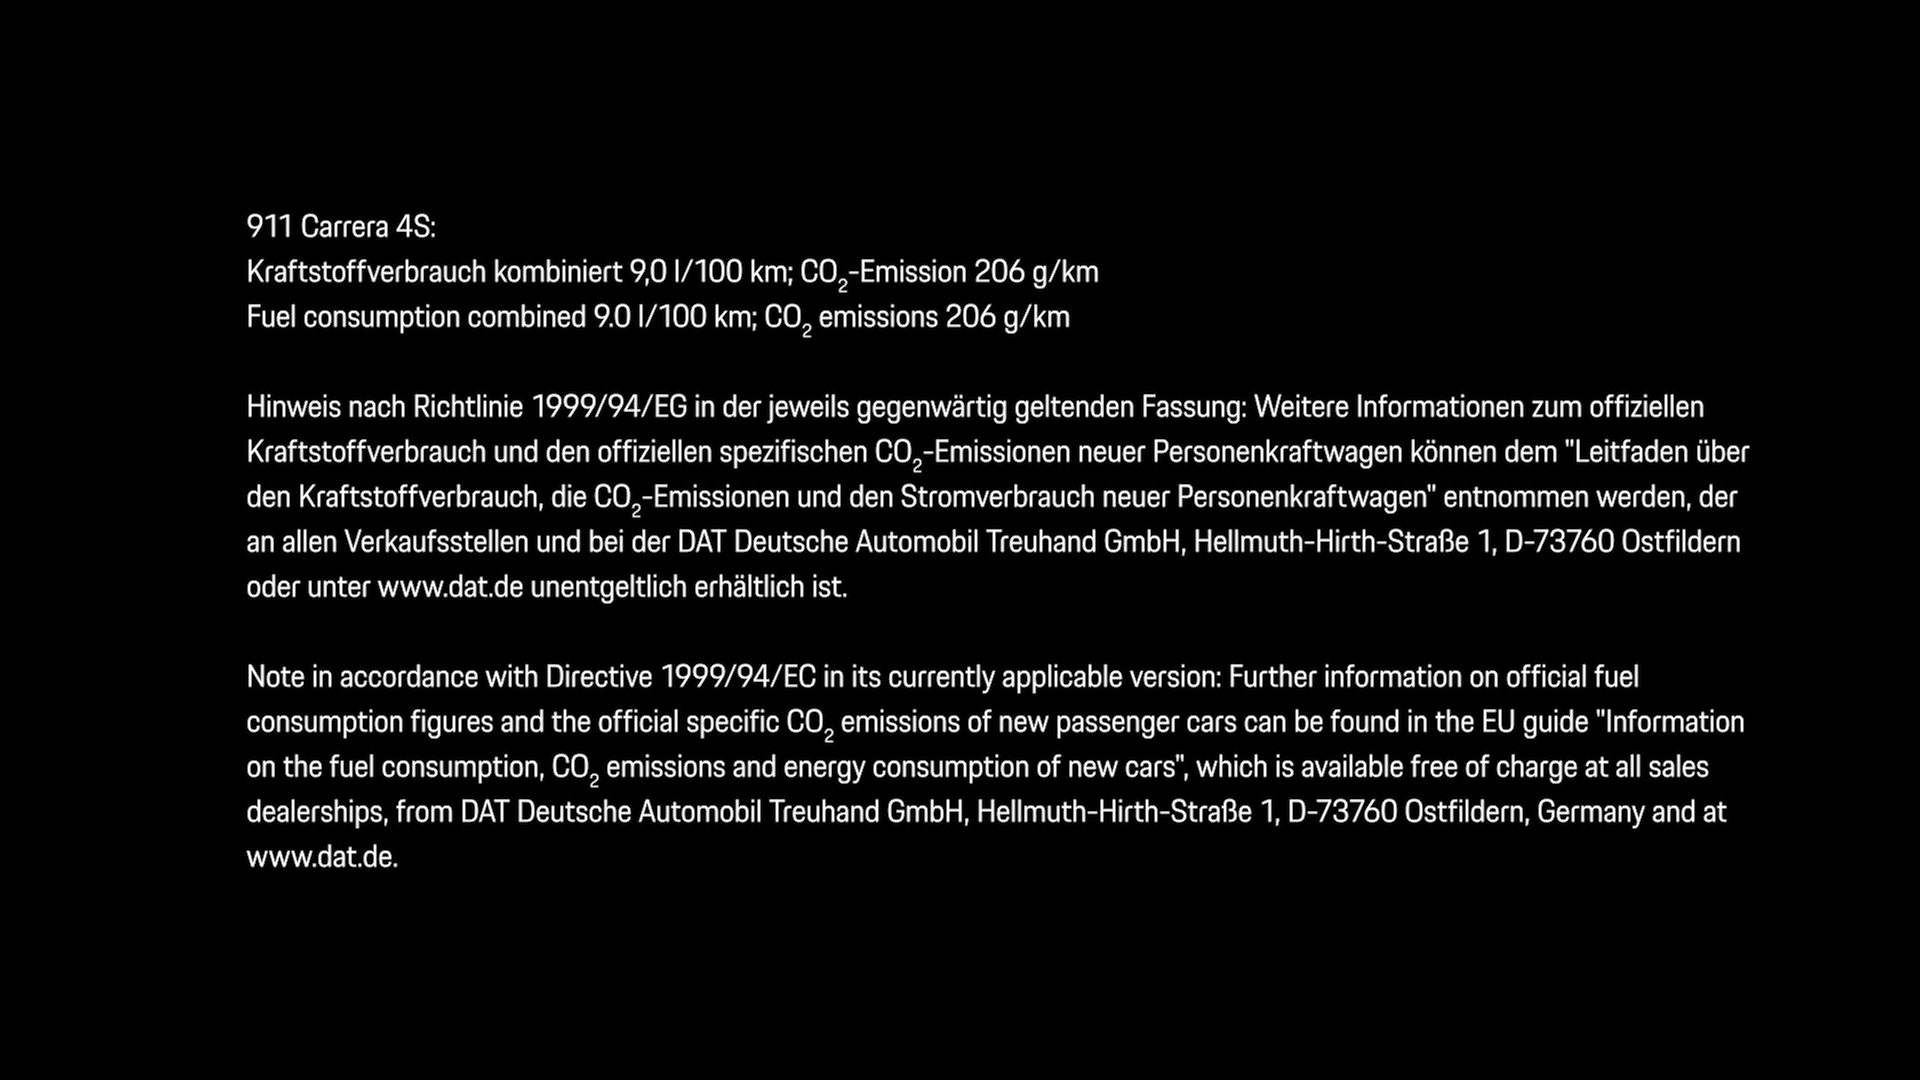 911 Carrera 4S:
Kraftstoffverbrauch kombiniert 9,0 l/100 km; CO₂-Emission 206 g/km
Fuel consumption combined 9.0 l/100 km; CO₂ emissions 206 g/km
Hinweis nach Richtlinie 1999/94/EG in der jeweils gegenwärtig geltenden Fassung: Weitere Informationen zum offiziellen
Kraftstoffverbrauch und den offiziellen spezifischen CO₂-Emissionen neuer Personenkraftwagen können dem "Leitfaden über
den Kraftstoffverbrauch, die CO₂-Emissionen und den Stromverbrauch neuer Personenkraftwagen" entnommen werden, der
an allen Verkaufsstellen und bei der DAT Deutsche Automobil Treuhand GmbH, Hellmuth-Hirth-Straße 1, D-73760 Ostfildern
oder unter www.dat.de unentgeltlich erhältlich ist.
Note in accordance with Directive 1999/94/EC in its currently applicable version: Further information on official fuel
consumption figures and the official specific CO₂ emissions of new passenger cars can be found in the EU guide "Information
on the fuel consumption, CO₂ emissions and energy consumption of new cars", which is available free of charge at all sales
dealerships, from DAT Deutsche Automobil Treuhand GmbH, Hellmuth-Hirth-Straße 1, D-73760 Ostfildern, Germany and at
www.dat.de.